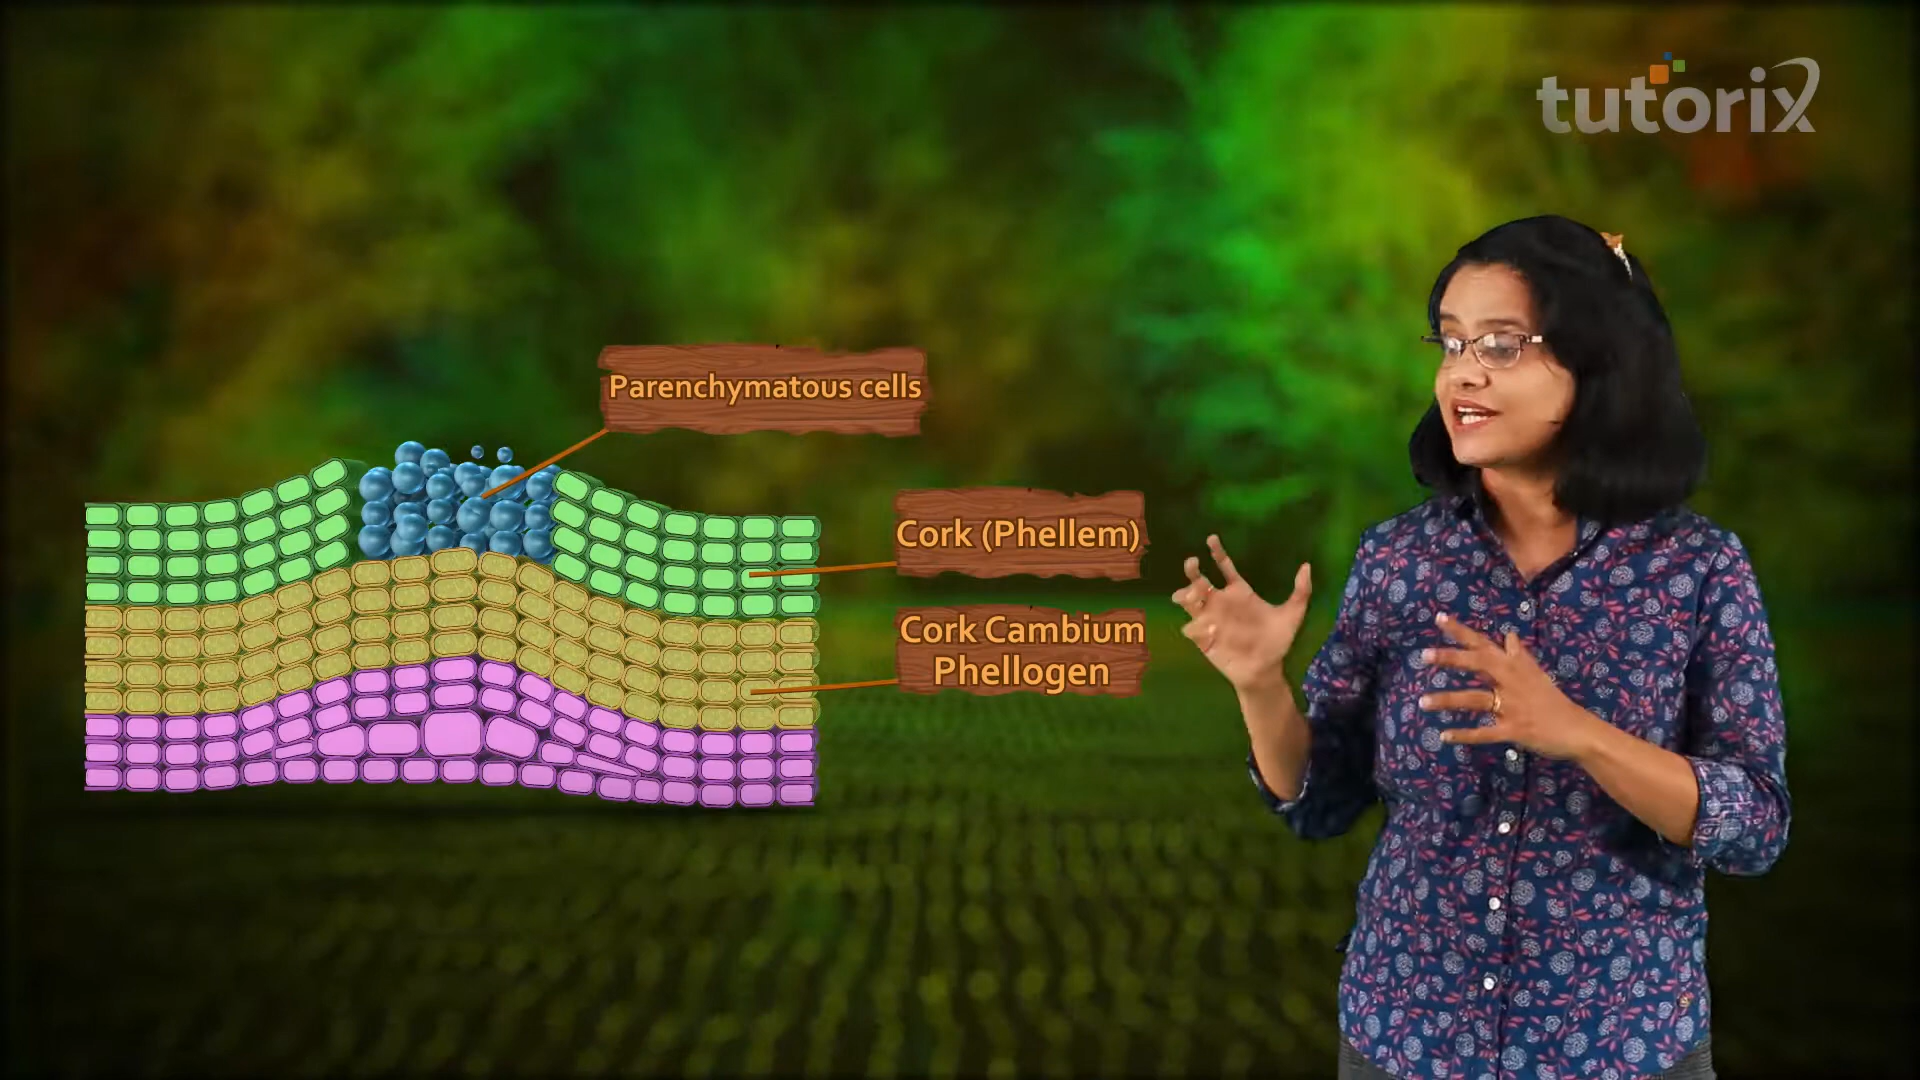 tutorix
Parenchymatous cells
Cork (Phellem)
Cork Cambium
Phellogen